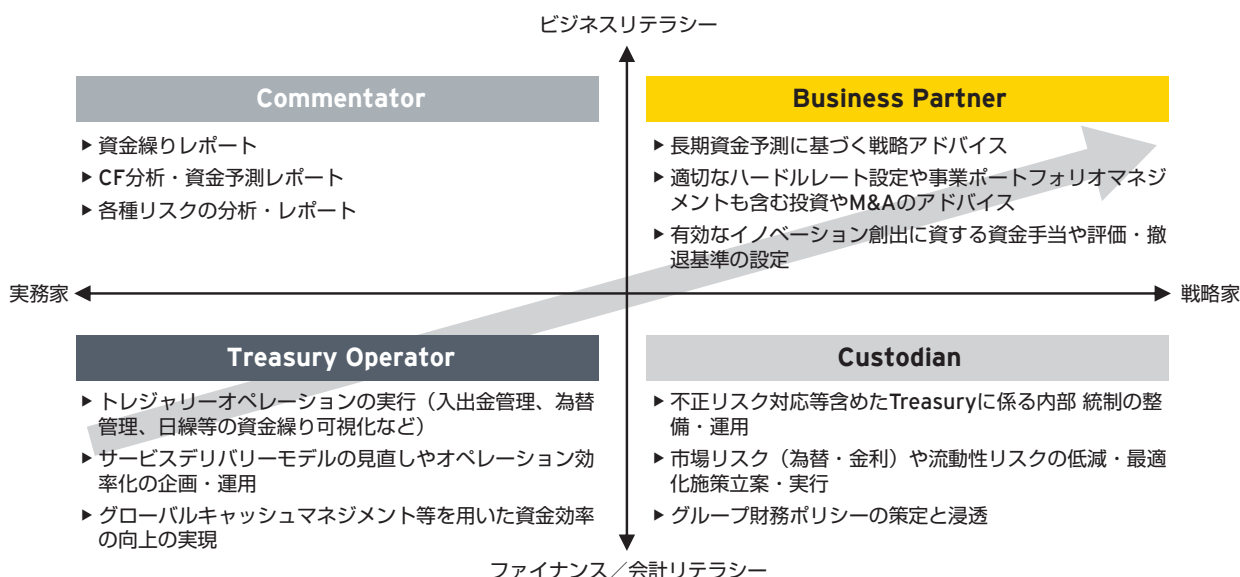 ビジネスリテラシー
Commentator
▶ 資金繰りレポート
▶ CF分析・資金予測レポート
▶ 各種リスクの分析・レポート
Business Partner
▶ 長期資金予測に基づく戦略アドバイス
▶ 適切なハードルレート設定や事業ポートフォリオマネジ
メントも含む投資やM&Aのアドバイス
▶ 有効なイノベーション創出に資する資金手当や評価・撤
退基準の設定
実務家
戦略家
Treasury Operator
▶ トレジャリーオペレーションの実行（入出金管理、為替
管理、日繰等の資金繰り可視化など）
▶ サービスデリバリーモデルの見直しやオペレーション効
率化の企画・運用
▶ グローバルキャッシュマネジメント等を用いた資金効率
の向上の実現
Custodian
▶ 不正リスク対応等含めたTreasuryに係る内部 統制の整
備・運用
▶ 市場リスク（為替・金利）や流動性リスクの低減・最適
化施策立案・実行
▶ グループ財務ポリシーの策定と浸透
ファイナンス／会計リテラシー